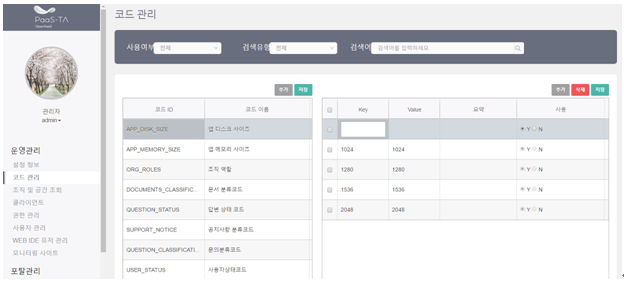 PaaS-TA
코드 관리
사용여부 전체 검색유형 전체 검색어 검색어를 입력하세요.
관리자
admin
운영관리
설정 정보
코드 관리
조직 및 공간 조회
클라이언트
권한 관리
사용자 관리
WEB IDE 유저 관리
모니터링 사이트
포탈관리
추가 저장
코드 ID 코드 이름
APP_DISK_SIZE 앱 디스크 사이즈
APP_MEMORY_SIZE 앱 메모리 사이즈
ORG_ROLES 조직 역할
DOCUMENTS_CLASSIFIC... 문서 분류코드
QUESTION_STATUS 답변 상태 코드
SUPPORT_NOTICE 공지사항 분류코드
QUESTION_CLASSIFICATI... 문의분류코드
USER_STATUS 사용자상태코드
추가 삭제 저장
Key Value 요약 사용
Y N
1024 1024 Y N
1280 1280 Y N
1536 1536 Y N
2048 2048 Y N